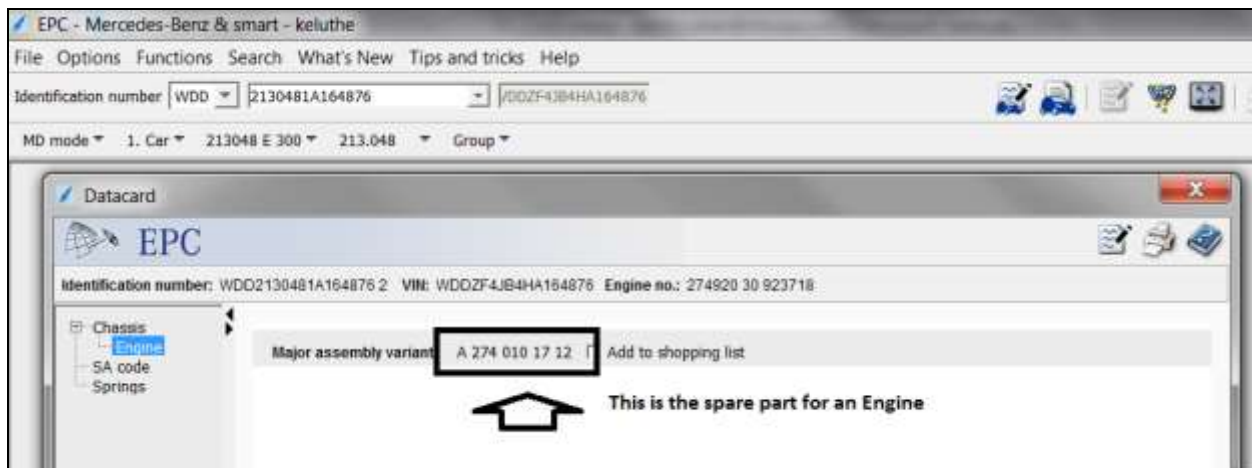 EPC - Mercedes-Benz & smart - keluthe
File Options Functions Search What's New Tips and tricks Help
Identification number WDD 2130481A164876 /DDZF4JB4HA164876
MD mode 1. Car 213048 E 300 213.048 Group
Datacard
EPC
Identification number: WDD2130481A164876 2 VIN: WDDZF4JB4HA164876 Engine no.: 274920 30 923718
Chassis
Engine
SA code
Springs
Major assembly variant A 274 010 17 12 Add to shopping list
This is the spare part for an Engine